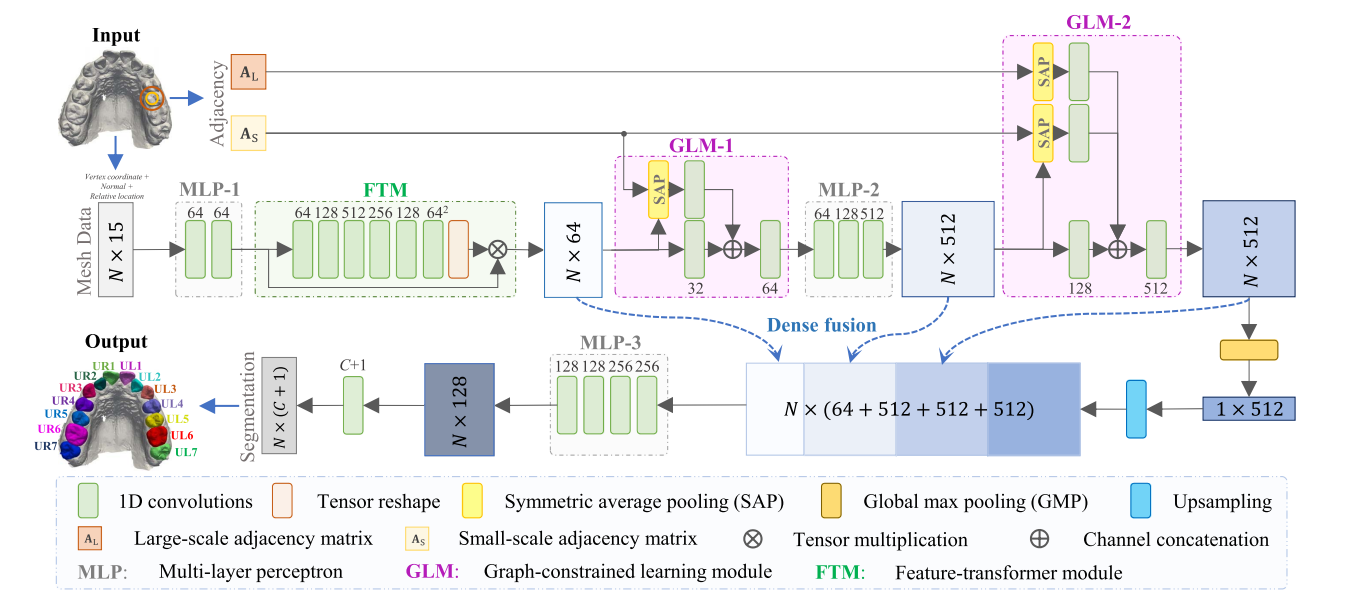 Input
GLM-2
Adjacency
A_L
SAP
A_S
SAP
GLM-1
SAP
Vertex coordinate +
Normal +
Relative location
MLP-1
FTM
MLP-2
Mesh Data
N × 15
64 64
64 128 512 256 128 64²
N × 64
32
64
64 128 512
N × 512
128
512
N × 512
Dense fusion
Output
UR1 UL1
UR2 UL2
UR3 UL3
UR4 UL4
UR5 UL5
UR6 UL6
UR7 UL7
Segmentation
N × (C + 1)
C+1
N × 128
MLP-3
128 128 256 256
N × (64 + 512 + 512 + 512)
1 × 512
1D convolutions Tensor reshape Symmetric average pooling (SAP) Global max pooling (GMP) Upsampling
A_L Large-scale adjacency matrix A_S Small-scale adjacency matrix ⊗ Tensor multiplication ⊕ Channel concatenation
MLP: Multi-layer perceptron GLM: Graph-constrained learning module FTM: Feature-transformer module